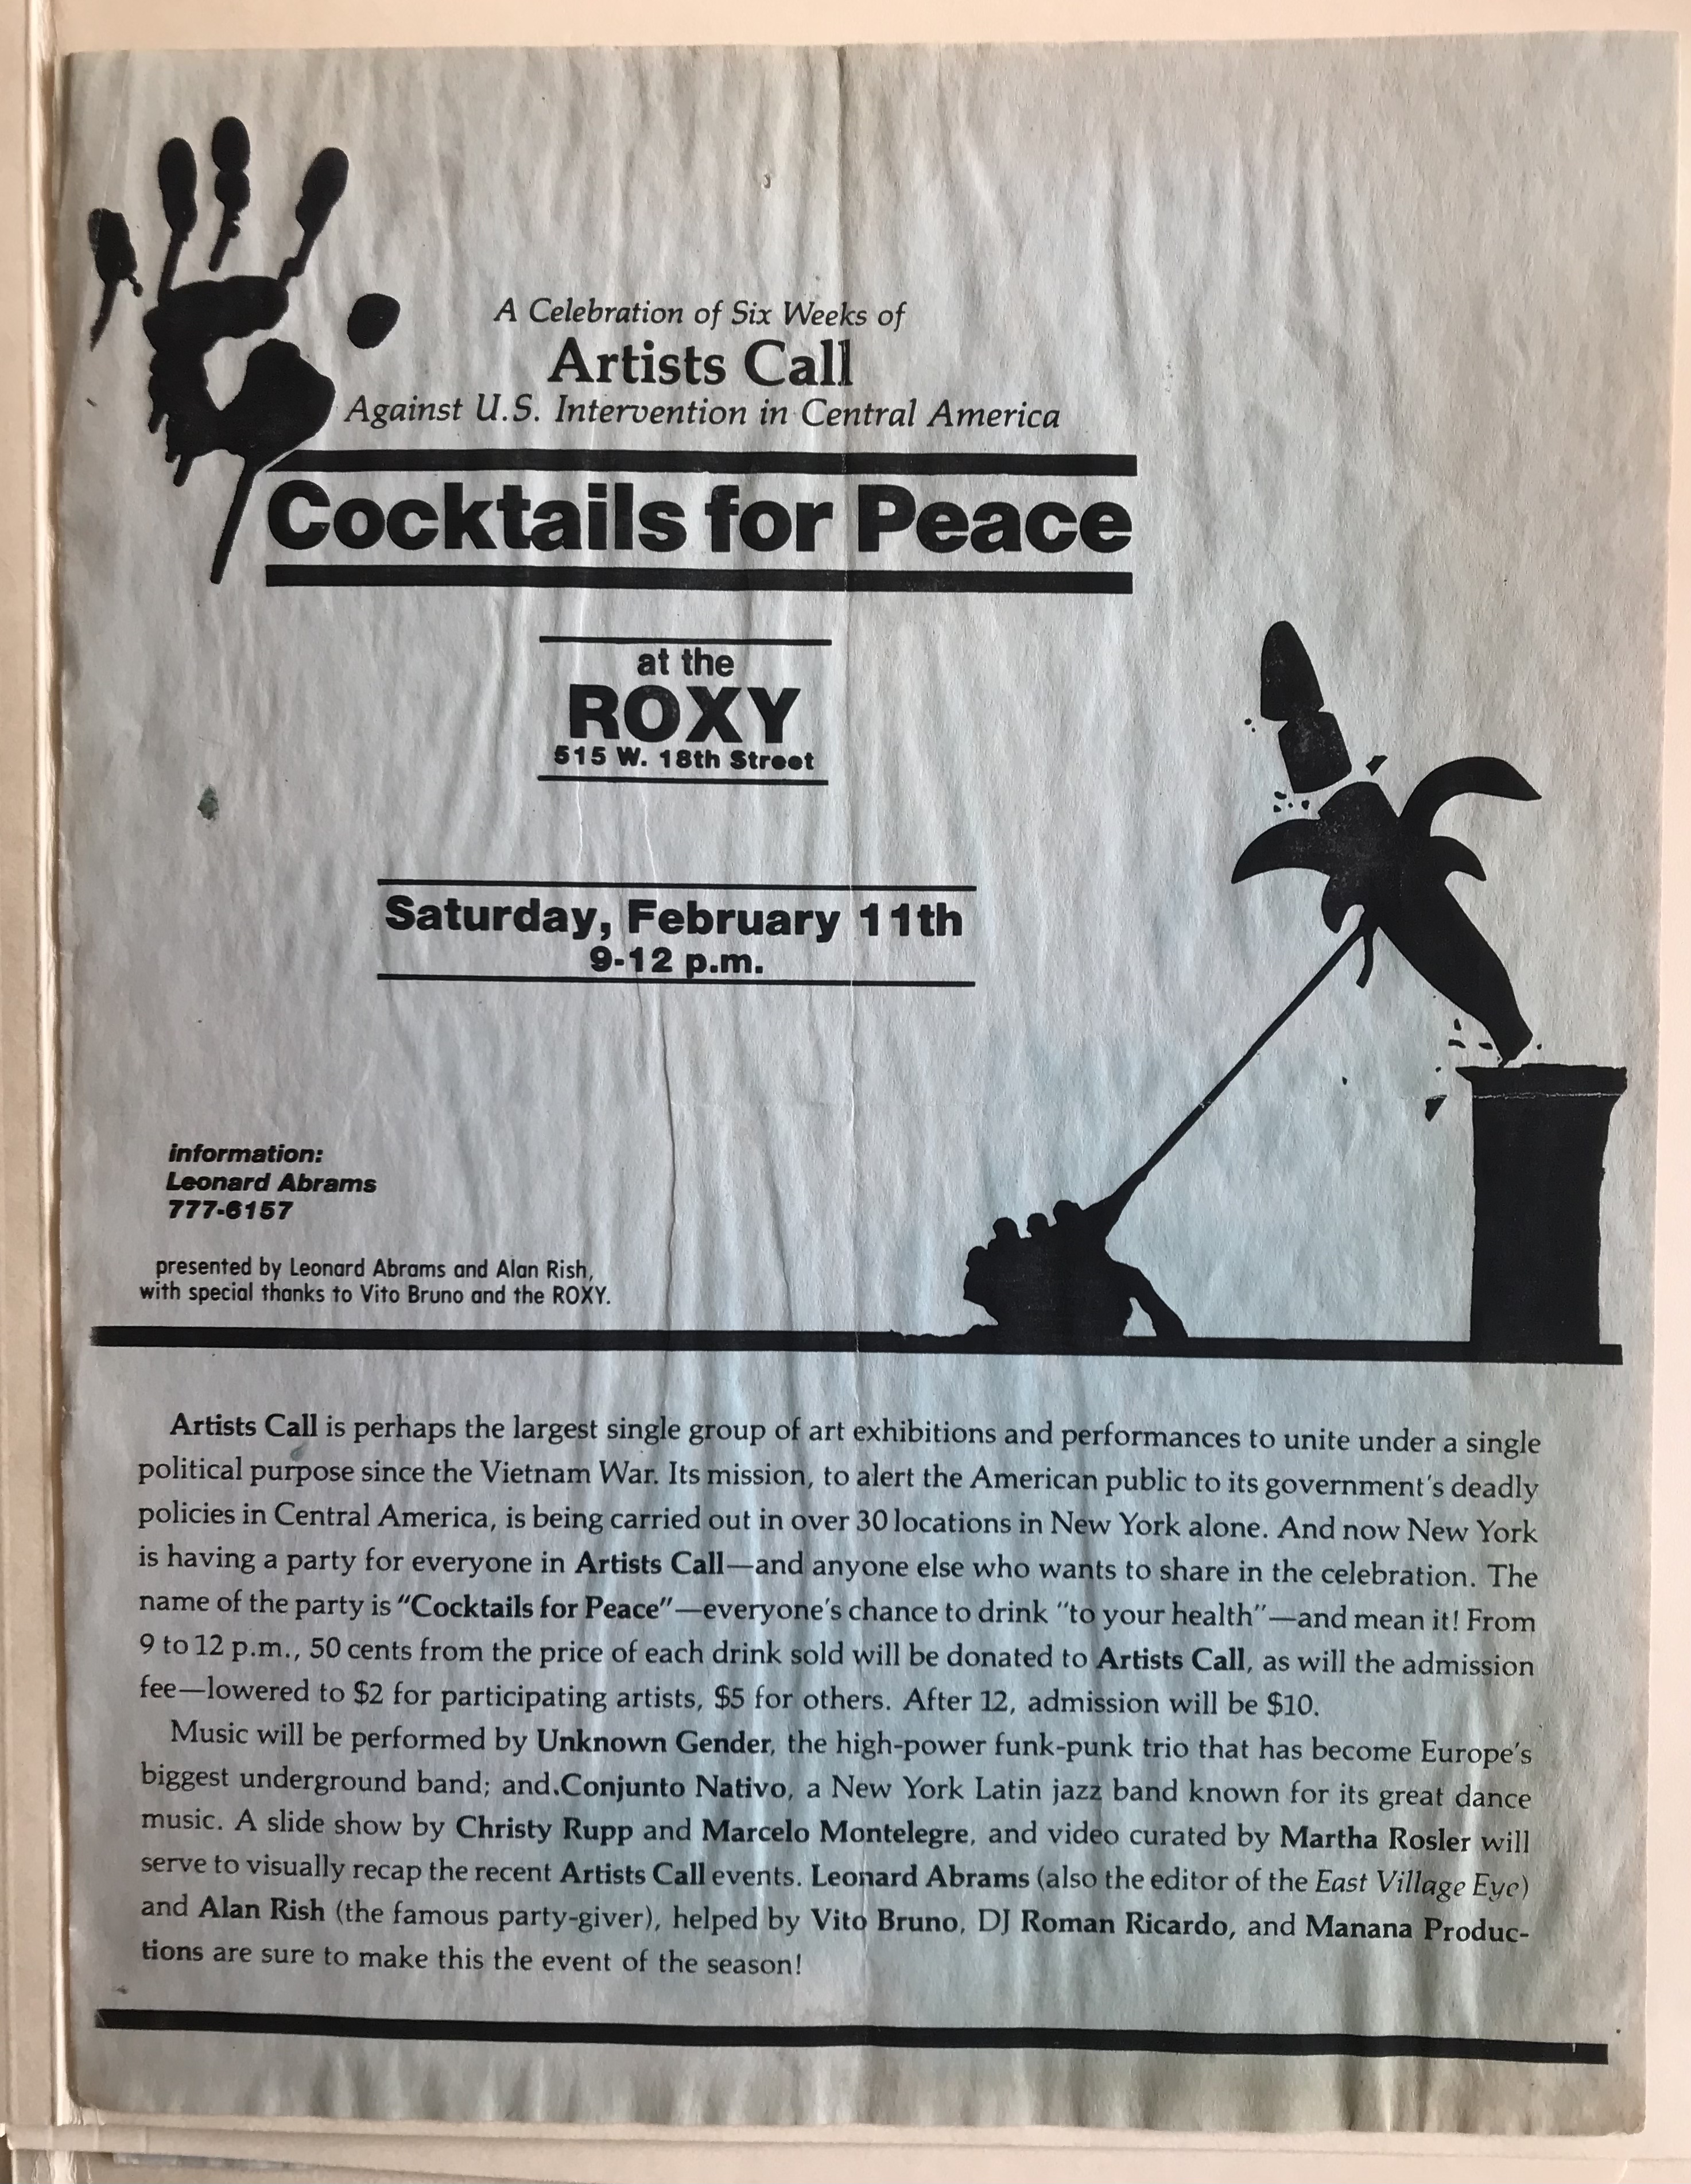 A Celebration of Six Weeks of
Artists Call
Against U.S. Intervention in Central America
Cocktails for Peace
at the
ROXY
515 W. 18th Street
Saturday, February 11th
9-12 p.m.
information:
Leonard Abrams
777-6157
presented by Leonard Abrams and Alan Rish,
with special thanks to Vito Bruno and the ROXY.
Artists Call is perhaps the largest single group of art exhibitions and performances to unite under a single
political purpose since the Vietnam War. Its mission, to alert the American public to its government's deadly
policies in Central America, is being carried out in over 30 locations in New York alone. And now New York
is having a party for everyone in Artists Call—and anyone else who wants to share in the celebration. The
name of the party is "Cocktails for Peace"—everyone's chance to drink "to your health"—and mean it! From
9 to 12 p.m., 50 cents from the price of each drink sold will be donated to Artists Call, as will the admission
fee—lowered to $2 for participating artists, $5 for others. After 12, admission will be $10.
Music will be performed by Unknown Gender, the high-power funk-punk trio that has become Europe's
biggest underground band; and.Conjunto Nativo, a New York Latin jazz band known for its great dance
music. A slide show by Christy Rupp and Marcelo Montelegre, and video curated by Martha Rosler will
serve to visually recap the recent Artists Call events. Leonard Abrams (also the editor of the East Village Eye)
and Alan Rish (the famous party-giver), helped by Vito Bruno, DJ Roman Ricardo, and Manana Produc-
tions are sure to make this the event of the season!